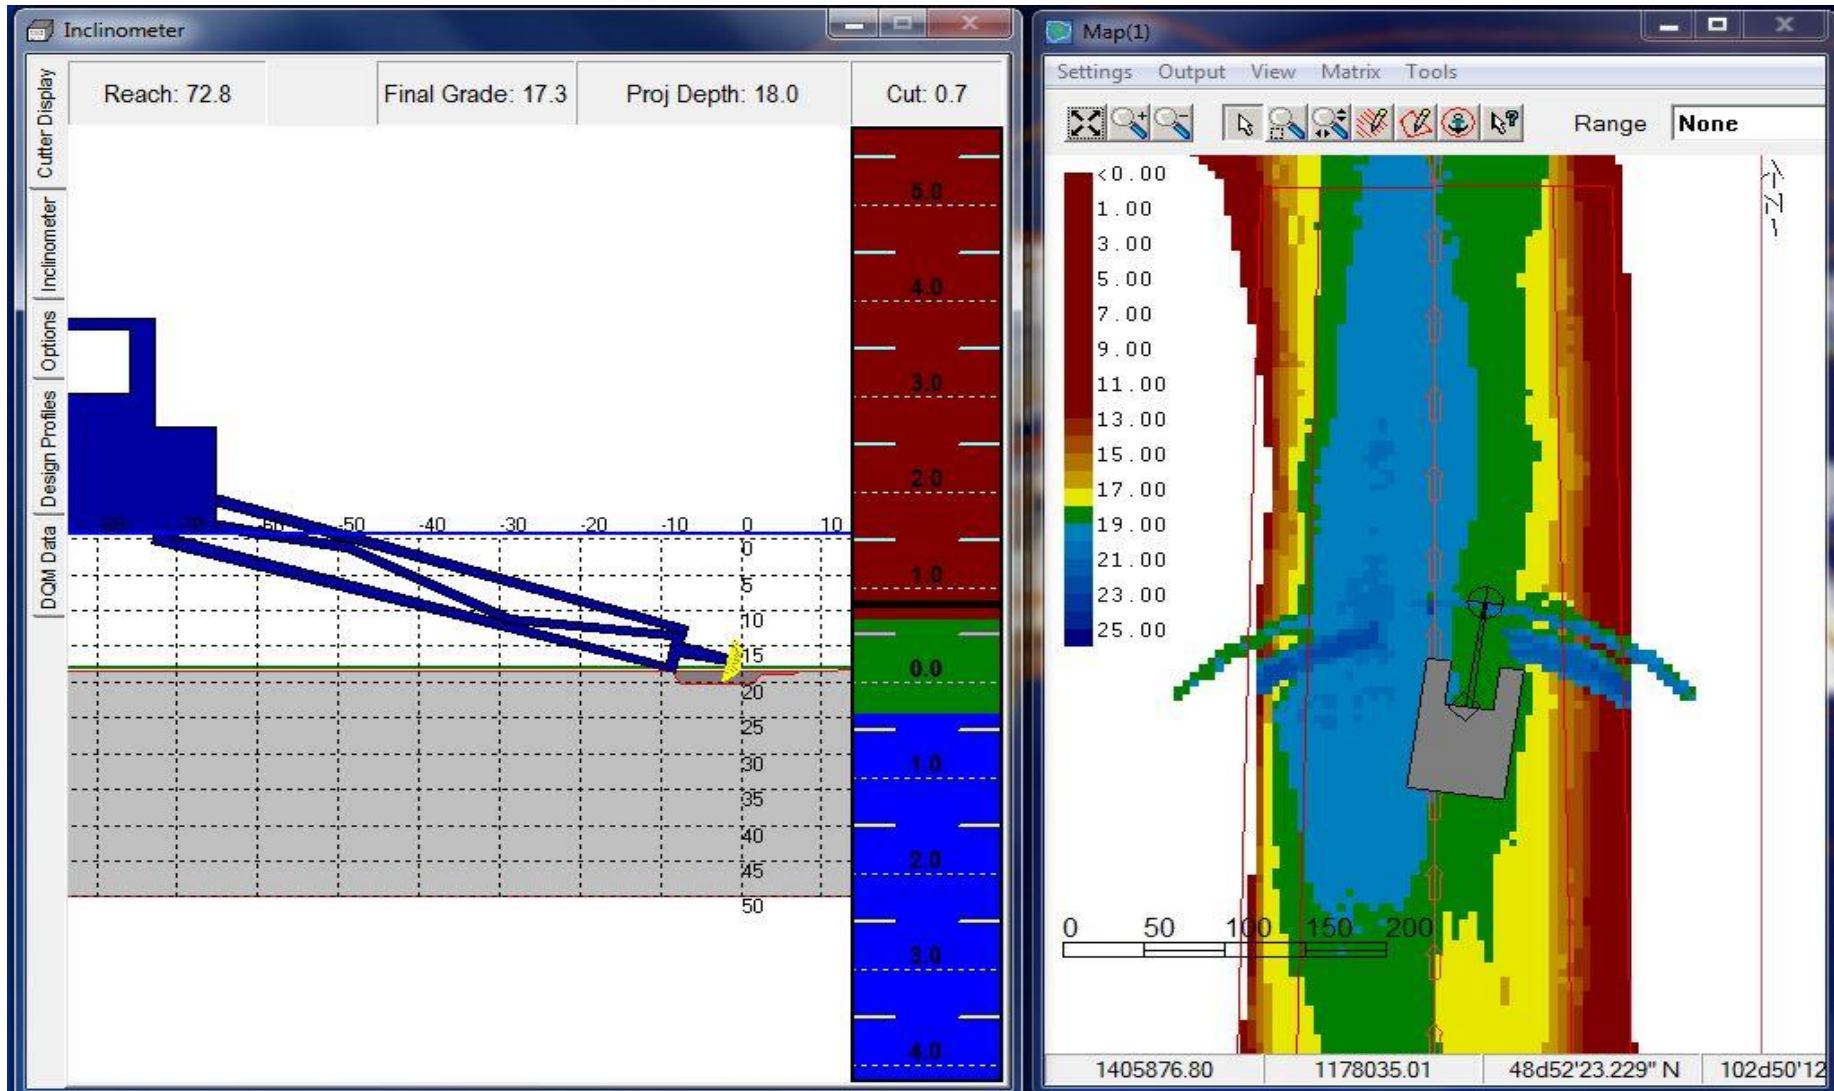 Inclinometer
Reach: 72.8
Final Grade: 17.3
Proj Depth: 18.0
Cut: 0.7
Cutter Display
Inclinometer
Options
Design Profiles
DQM Data
-80 -70 -60 -50 -40 -30 -20 -10 0 10
0
5
10
15
20
25
30
35
40
45
50
5.0
4.0
3.0
2.0
1.0
0.0
1.0
2.0
3.0
4.0
Map(1)
Settings Output View Matrix Tools
Range None
<0.00
1.00
3.00
5.00
7.00
9.00
11.00
13.00
15.00
17.00
19.00
21.00
23.00
25.00
N
0 50 100 150 200
1405876.80 1178035.01 48d52'23.229" N 102d50'12